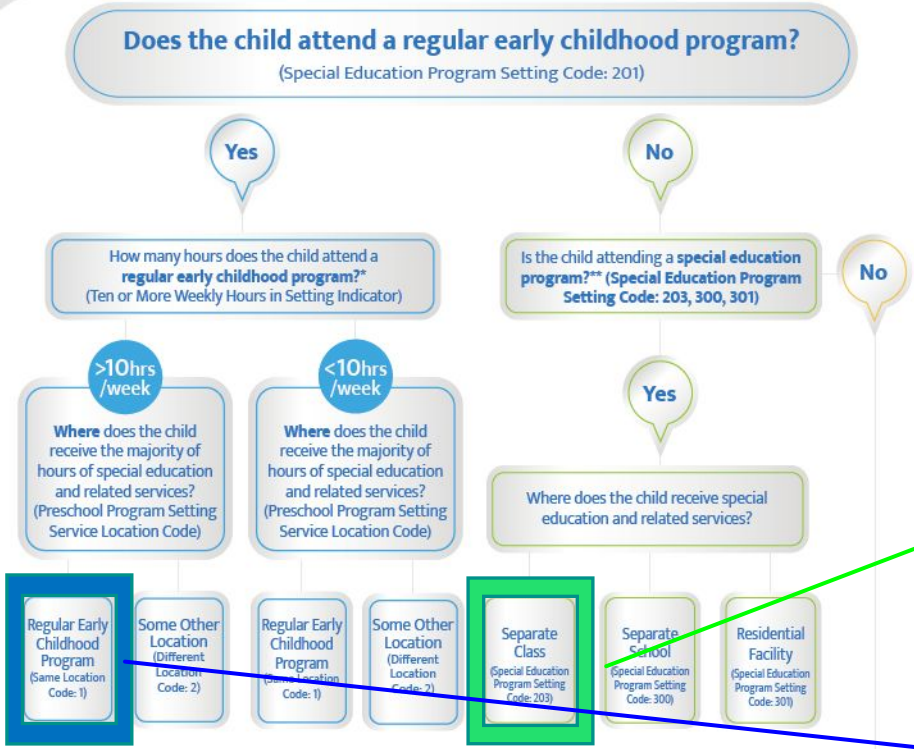 Does the child attend a regular early childhood program?
(Special Education Program Setting Code: 201)
Yes
No
How many hours does the child attend a
regular early childhood program?*
(Ten or More Weekly Hours in Setting Indicator)
Is the child attending a special education
program?** (Special Education Program
Setting Code: 203, 300, 301)
No
>10hrs
/week
Where does the child
receive the majority of
hours of special education
and related services?
(Preschool Program Setting
Service Location Code)
<10hrs
/week
Where does the child
receive the majority of
hours of special education
and related services?
(Preschool Program Setting
Service Location Code)
Yes
Where does the child receive special
education and related services?
Regular Early
Childhood
Program
(Same Location
Code: 1)
Some Other
Location
(Different
Location
Code: 2)
Regular Early
Childhood
Program
(Same Location
Code: 1)
Some Other
Location
(Different
Location
Code: 2)
Separate
Class
(Special Education
Program Setting
Code: 203)
Separate
School
(Special Education
Program Setting
Code: 300)
Residential
Facility
(Special Education
Program Setting
Code: 301)